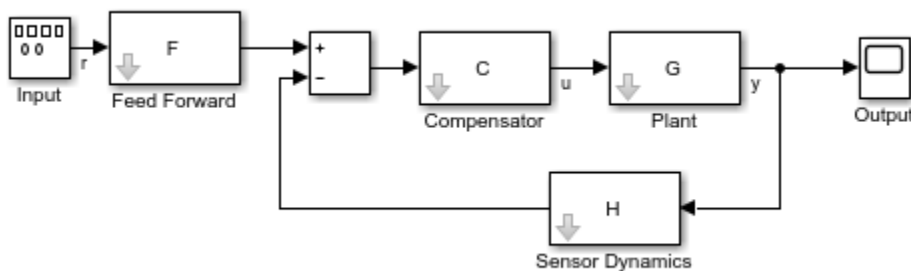 F
+
−
C
G
r
u
y
Input
Feed Forward
Compensator
Plant
Output
H
Sensor Dynamics